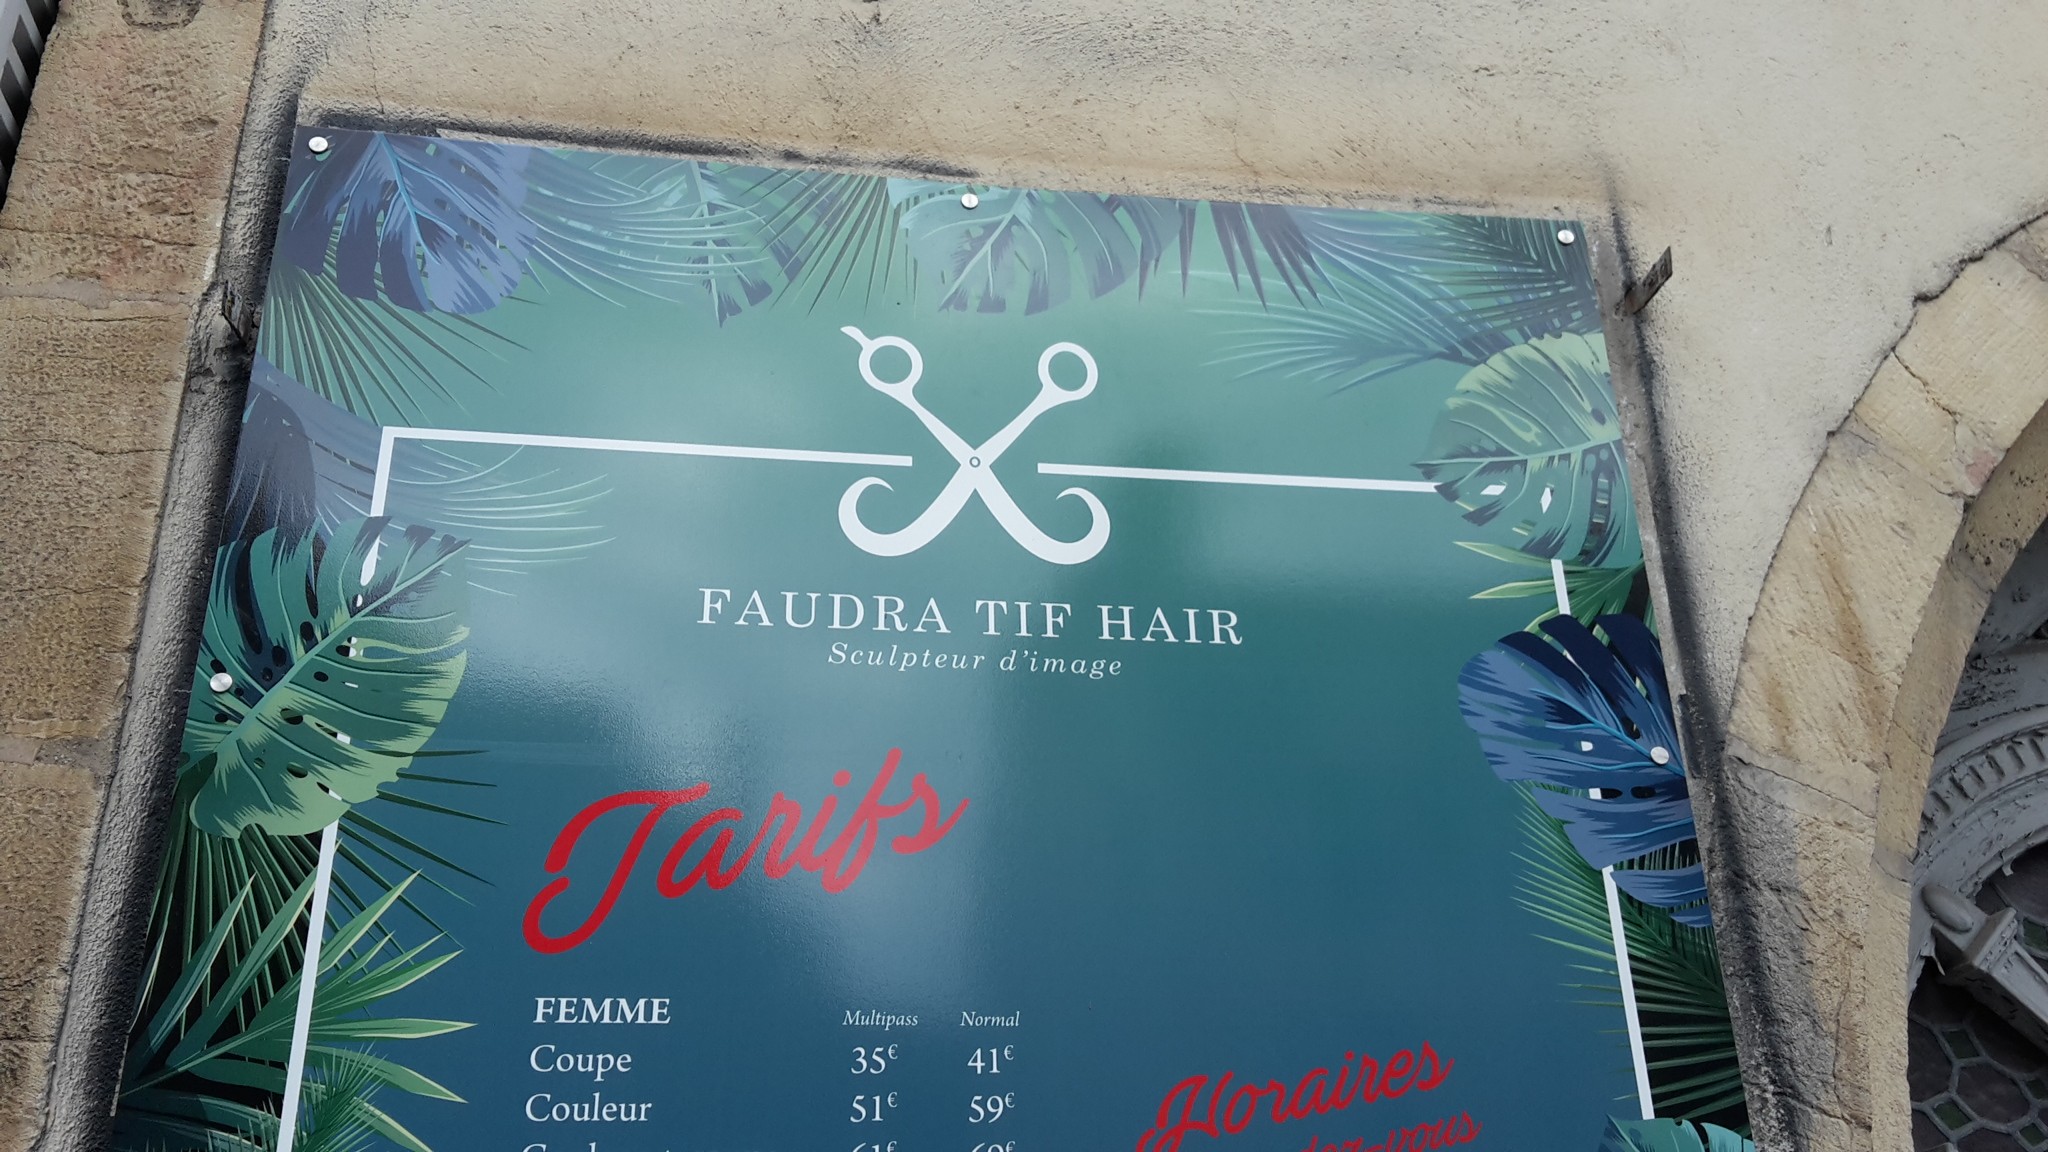 FAUDRA TIF HAIR
Sculpteur d'image
Tarifs
FEMME Multipass Normal
Coupe 35€ 41€
Couleur 51€ 59€
Horaires